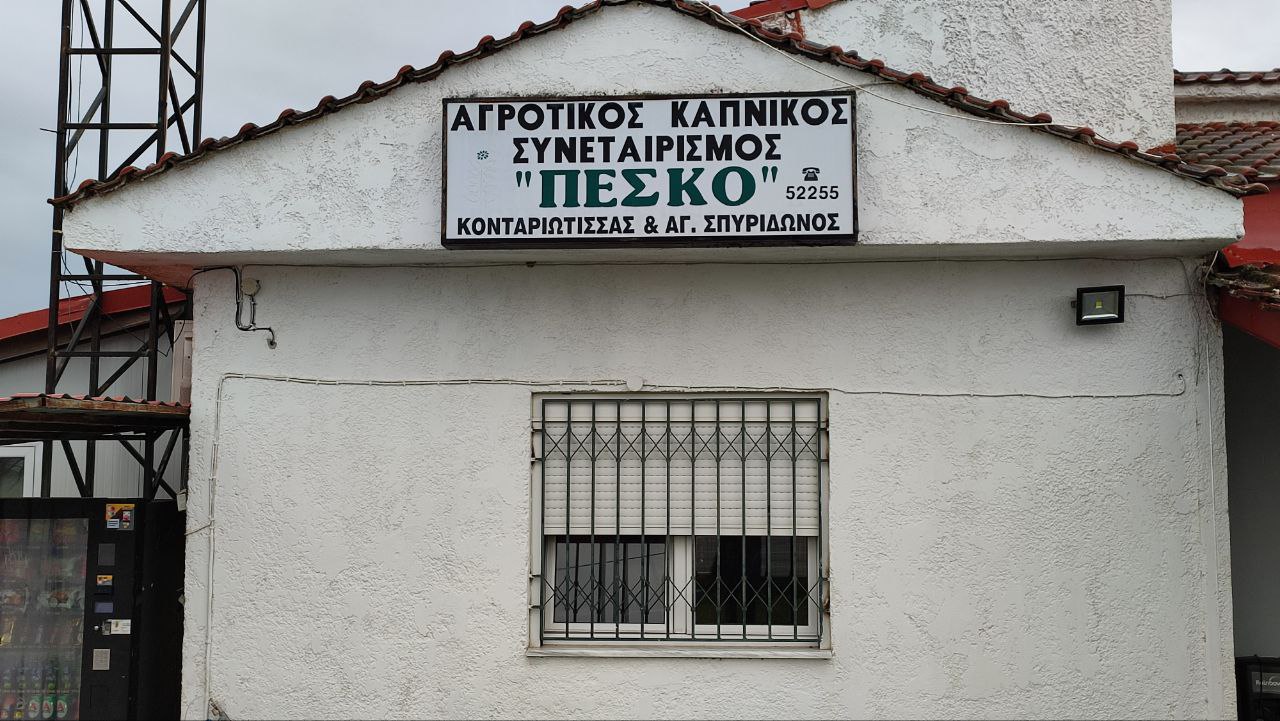 ΑΓΡΟΤΙΚΟΣ ΚΑΠΝΙΚΟΣ
ΣΥΝΕΤΑΙΡΙΣΜΟΣ
"ΠΕΣΚΟ"
52255
ΚΟΝΤΑΡΙΩΤΙΣΣΑΣ & ΑΓ. ΣΠΥΡΙΔΩΝΟΣ